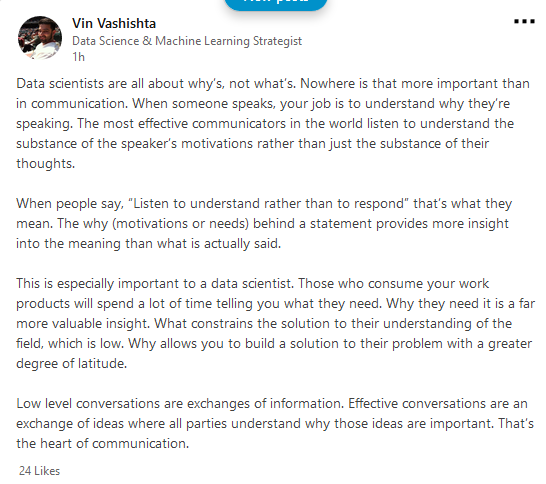 New posts
Vin Vashishta
Data Science & Machine Learning Strategist
1h
Data scientists are all about why's, not what's. Nowhere is that more important than
in communication. When someone speaks, your job is to understand why they're
speaking. The most effective communicators in the world listen to understand the
substance of the speaker's motivations rather than just the substance of their
thoughts.
When people say, “Listen to understand rather than to respond” that's what they
mean. The why (motivations or needs) behind a statement provides more insight
into the meaning than what is actually said.
This is especially important to a data scientist. Those who consume your work
products will spend a lot of time telling you what they need. Why they need it is a far
more valuable insight. What constrains the solution to their understanding of the
field, which is low. Why allows you to build a solution to their problem with a greater
degree of latitude.
Low level conversations are exchanges of information. Effective conversations are an
exchange of ideas where all parties understand why those ideas are important. That's
the heart of communication.
24 Likes